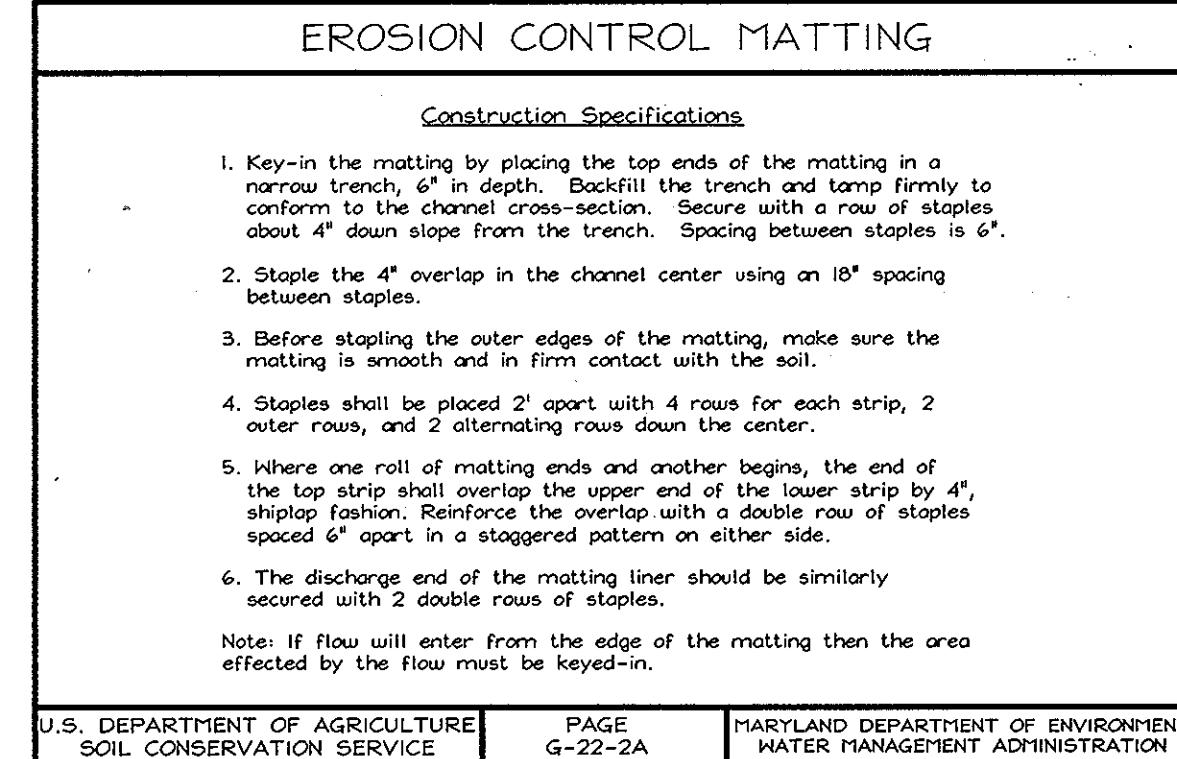 EROSION CONTROL MATTING
Construction Specifications
1. Key-in the matting by placing the top ends of the matting in a
narrow trench, 6" in depth. Backfill the trench and tamp firmly to
conform to the channel cross-section. Secure with a row of staples
about 4" down slope from the trench. Spacing between staples is 6".
2. Staple the 4" overlap in the channel center using an 18" spacing
between staples.
3. Before stapling the outer edges of the matting, make sure the
matting is smooth and in firm contact with the soil.
4. Staples shall be placed 2' apart with 4 rows for each strip, 2
outer rows, and 2 alternating rows down the center.
5. Where one roll of matting ends and another begins, the end of
the top strip shall overlap the upper end of the lower strip by 4",
shiplap fashion. Reinforce the overlap with a double row of staples
spaced 6" apart in a staggered pattern on either side.
6. The discharge end of the matting liner should be similarly
secured with 2 double rows of staples.
Note: If flow will enter from the edge of the matting then the area
effected by the flow must be keyed-in.
U.S. DEPARTMENT OF AGRICULTURE
SOIL CONSERVATION SERVICE
PAGE
G-22-2A
MARYLAND DEPARTMENT OF ENVIRONMEN
WATER MANAGEMENT ADMINISTRATION